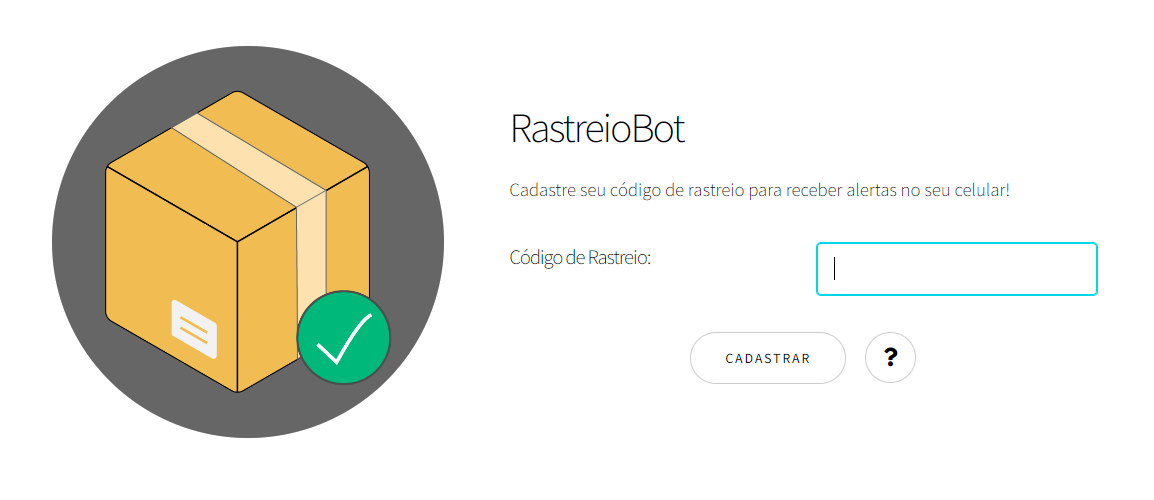 RastreioBot
Cadastre seu código de rastreio para receber alertas no seu celular!
Código de Rastreio:
CADASTRAR
?